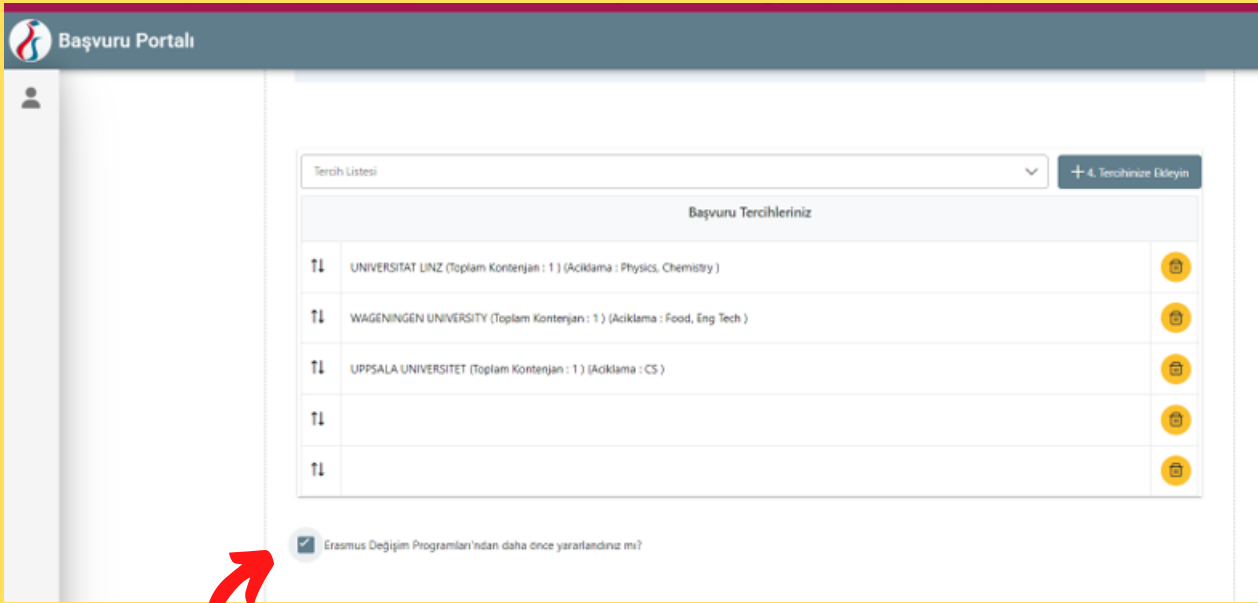 Başvuru Portalı
Tercih Listesi
+ 4. Tercihinize Ekleyin
Başvuru Tercihleriniz
UNIVERSITAT LINZ (Toplam Kontenjan : 1 ) (Aciklama : Physics, Chemistry )
WAGENINGEN UNIVERSITY (Toplam Kontenjan : 1 ) (Aciklama : Food, Eng Tech )
UPPSALA UNIVERSITET (Toplam Kontenjan : 1 ) (Aciklama : CS )
Erasmus Değişim Programları'ndan daha önce yararlandınız mı?